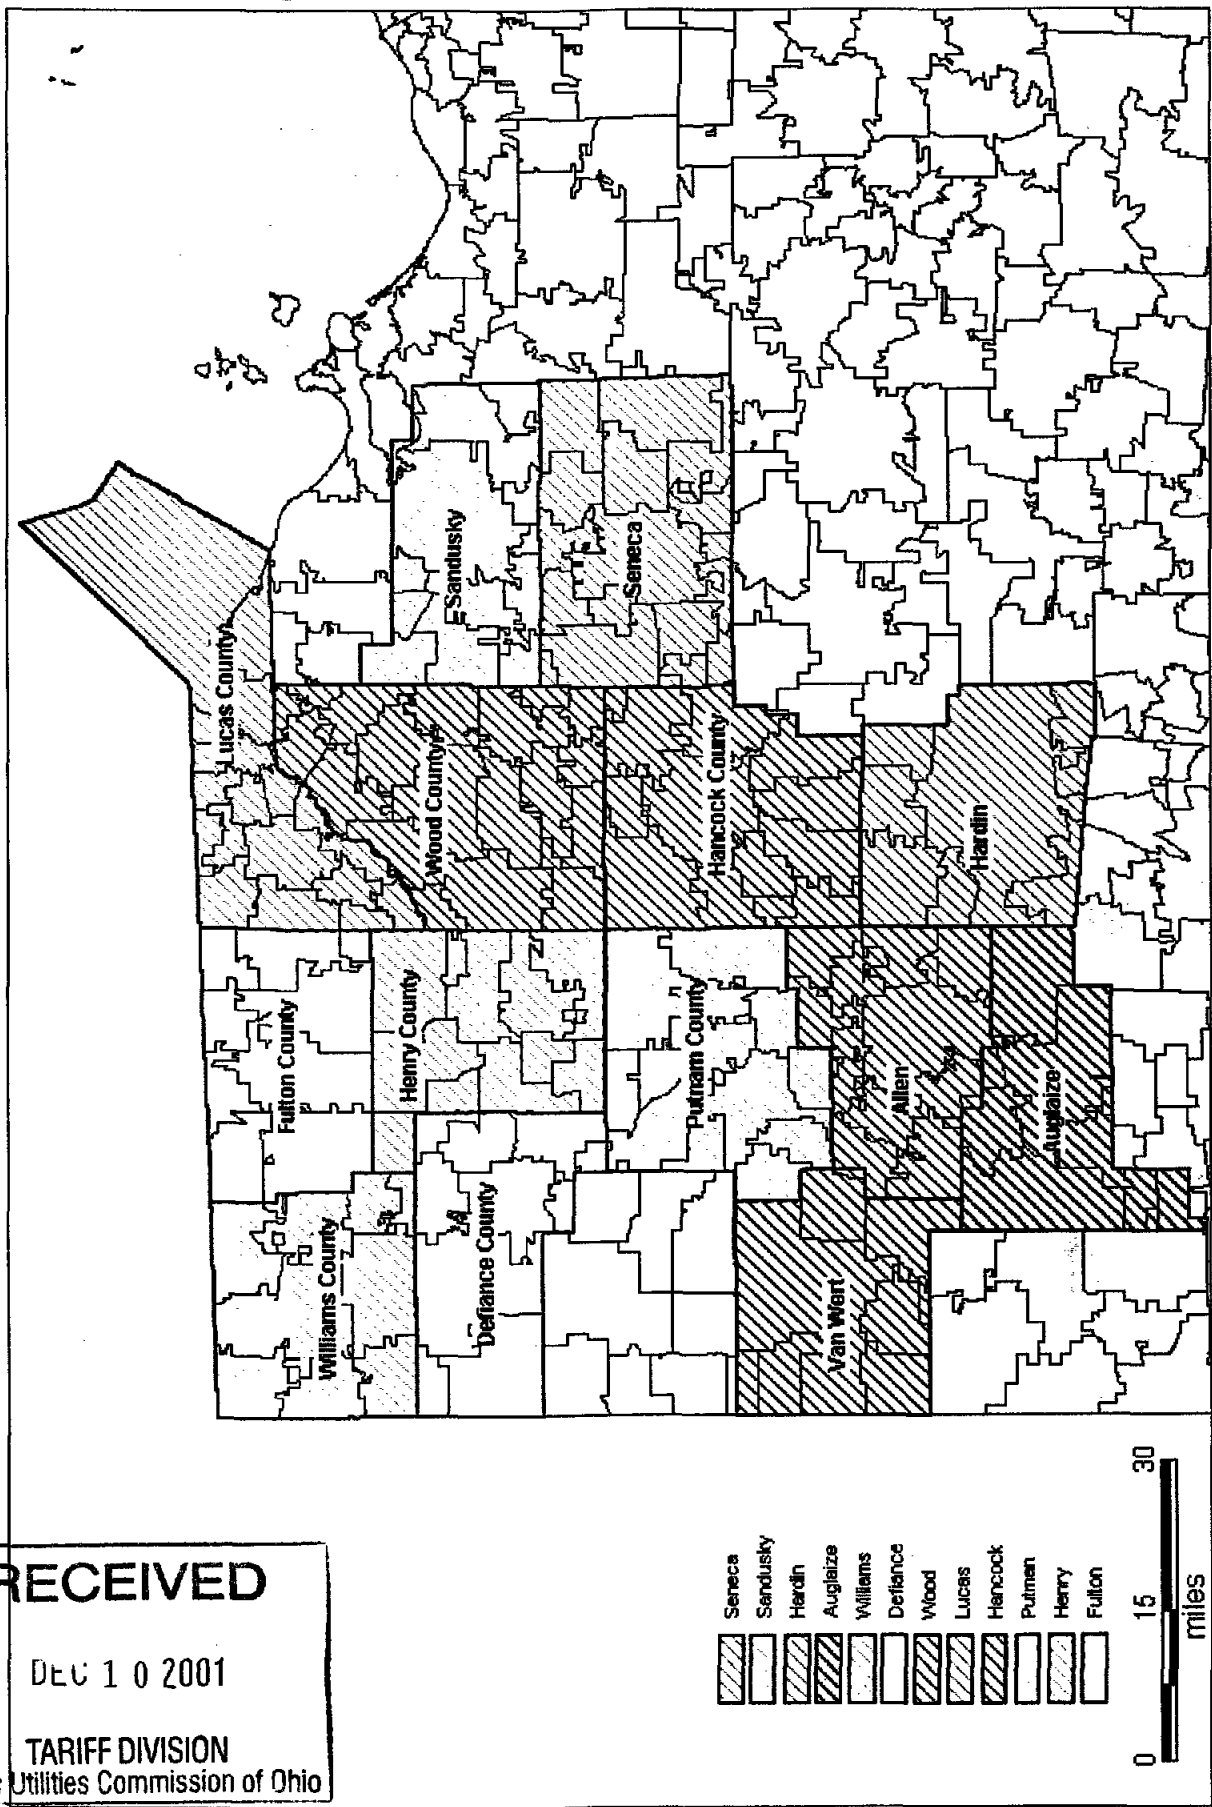 Lucas County
Fulton County
Williams County
Henry County
Wood County
Sandusky
Defiance County
Seneca
Putnam County
Hancock County
Van Wert
Allen
Hardin
Auglaize
Seneca
Sandusky
Hardin
Auglaize
Williams
Defiance
Wood
Lucas
Hancock
Putman
Henry
Fulton
0 15 30
miles
RECEIVED
DEC 10 2001
TARIFF DIVISION
Utilities Commission of Ohio